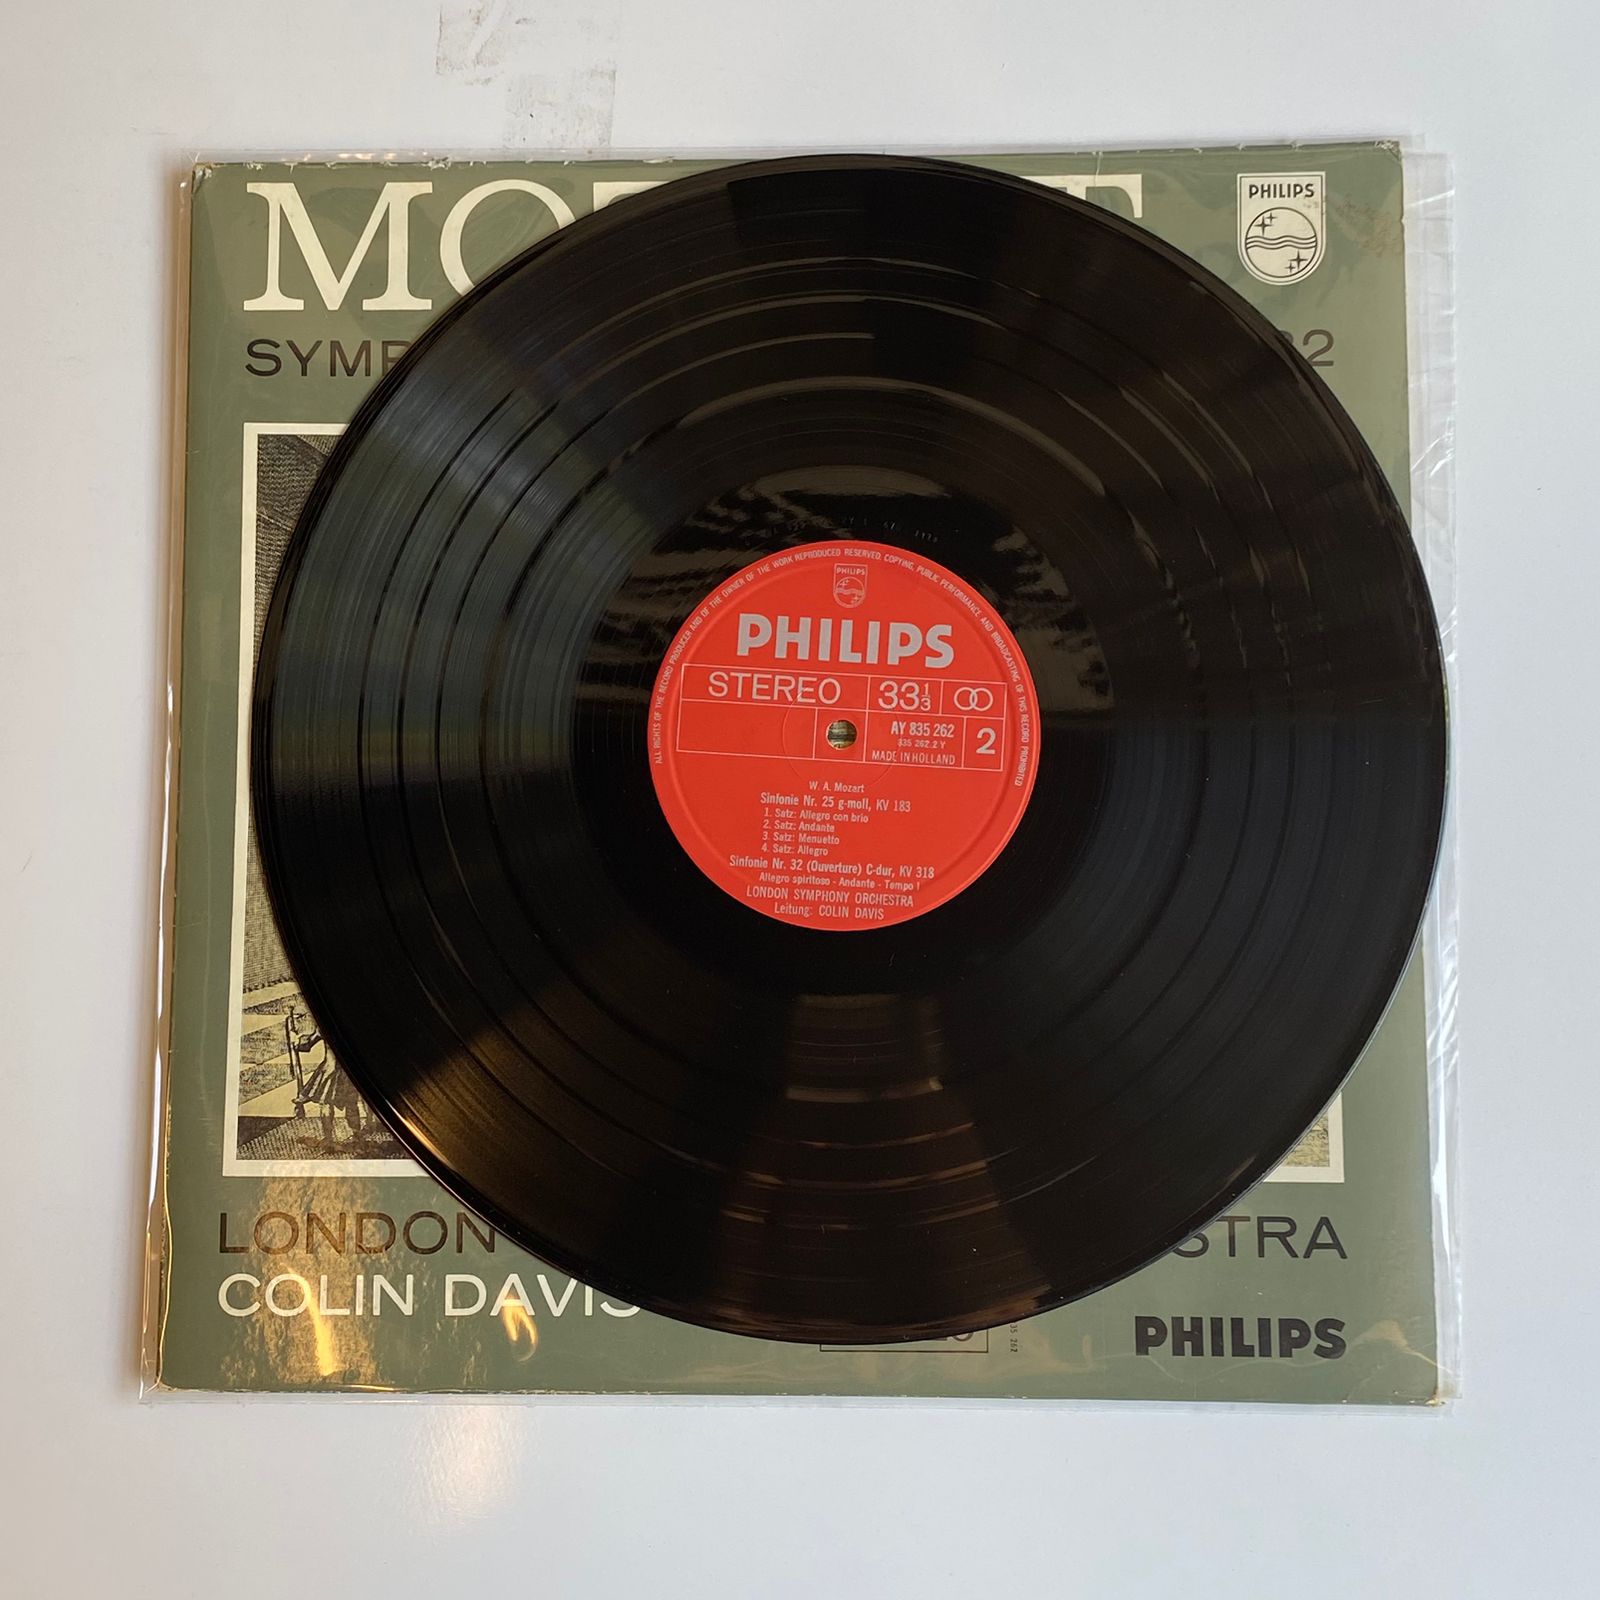 PHILIPS
SYMP
32
ALL RIGHTS OF THE RECORD PRODUCER AND OF THE OWNER OF THE WORK REPRODUCED RESERVED. COPYING, PUBLIC PERFORMANCE AND BROADCASTING OF THIS RECORD PROHIBITED
PHILIPS
PHILIPS
STEREO 33 1/3
AY 835 262
835 262.2 Y
MADE IN HOLLAND
2
W. A. Mozart
Sinfonie Nr. 25 g-moll, KV 183
1. Satz: Allegro con brio
2. Satz: Andante
3. Satz: Menuetto
4. Satz: Allegro
Sinfonie Nr. 32 (Ouverture) C-dur, KV 318
Allegro spiritoso - Andante - Tempo I
LONDON SYMPHONY ORCHESTRA
Leitung: COLIN DAVIS
LONDON
STRA
COLIN DAVIS
PHILIPS